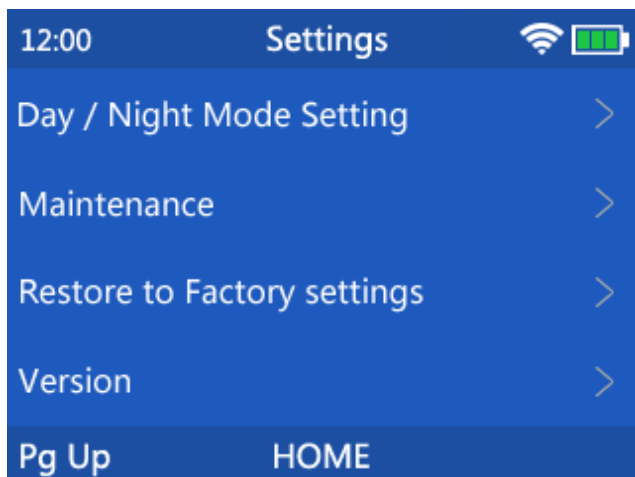 12:00 Settings
Day / Night Mode Setting
Maintenance
Restore to Factory settings
Version
Pg Up HOME